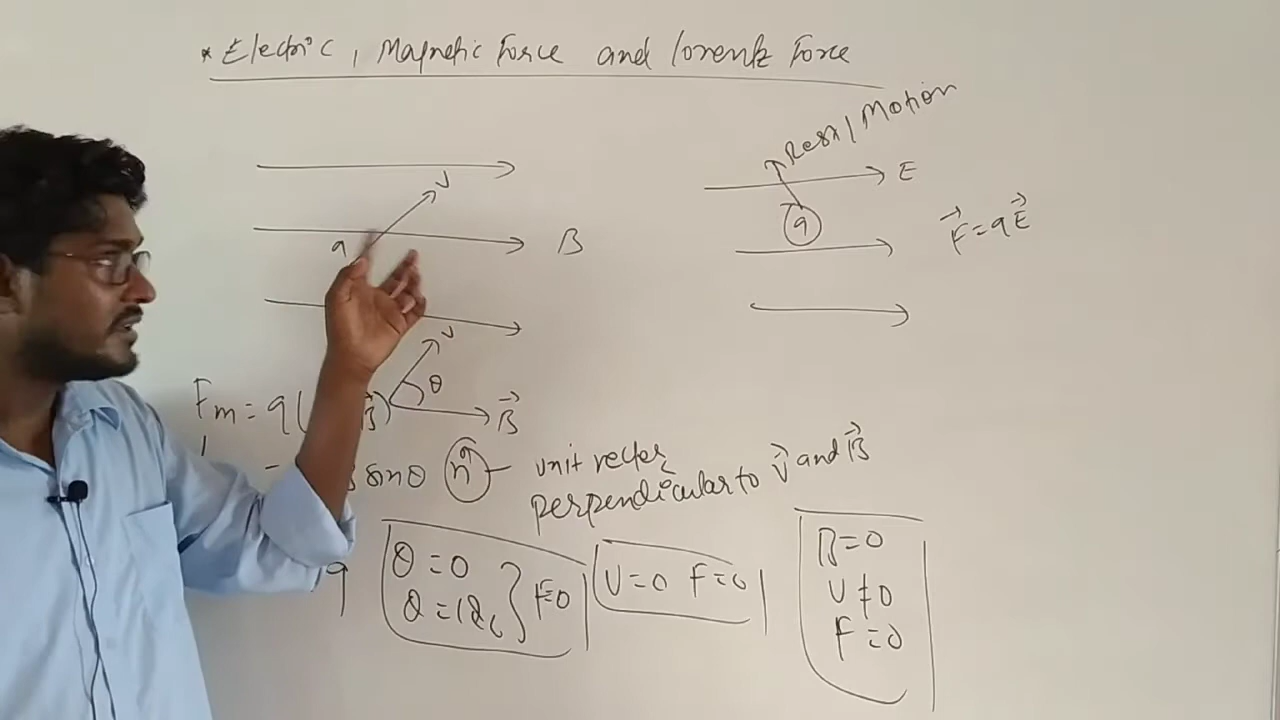 * Electric, Magnetic Force and Lorentz Force
Rest/Motion
E
V
q
B
q
F⃗ = qE⃗
V
θ
B⃗
Fm = q( B⃗)
sinθ n̂ - unit vector
perpendicular to V⃗ and B⃗
q
θ = 0
θ = 180
F=0
V=0 F=0
B=0
V≠0
F=0